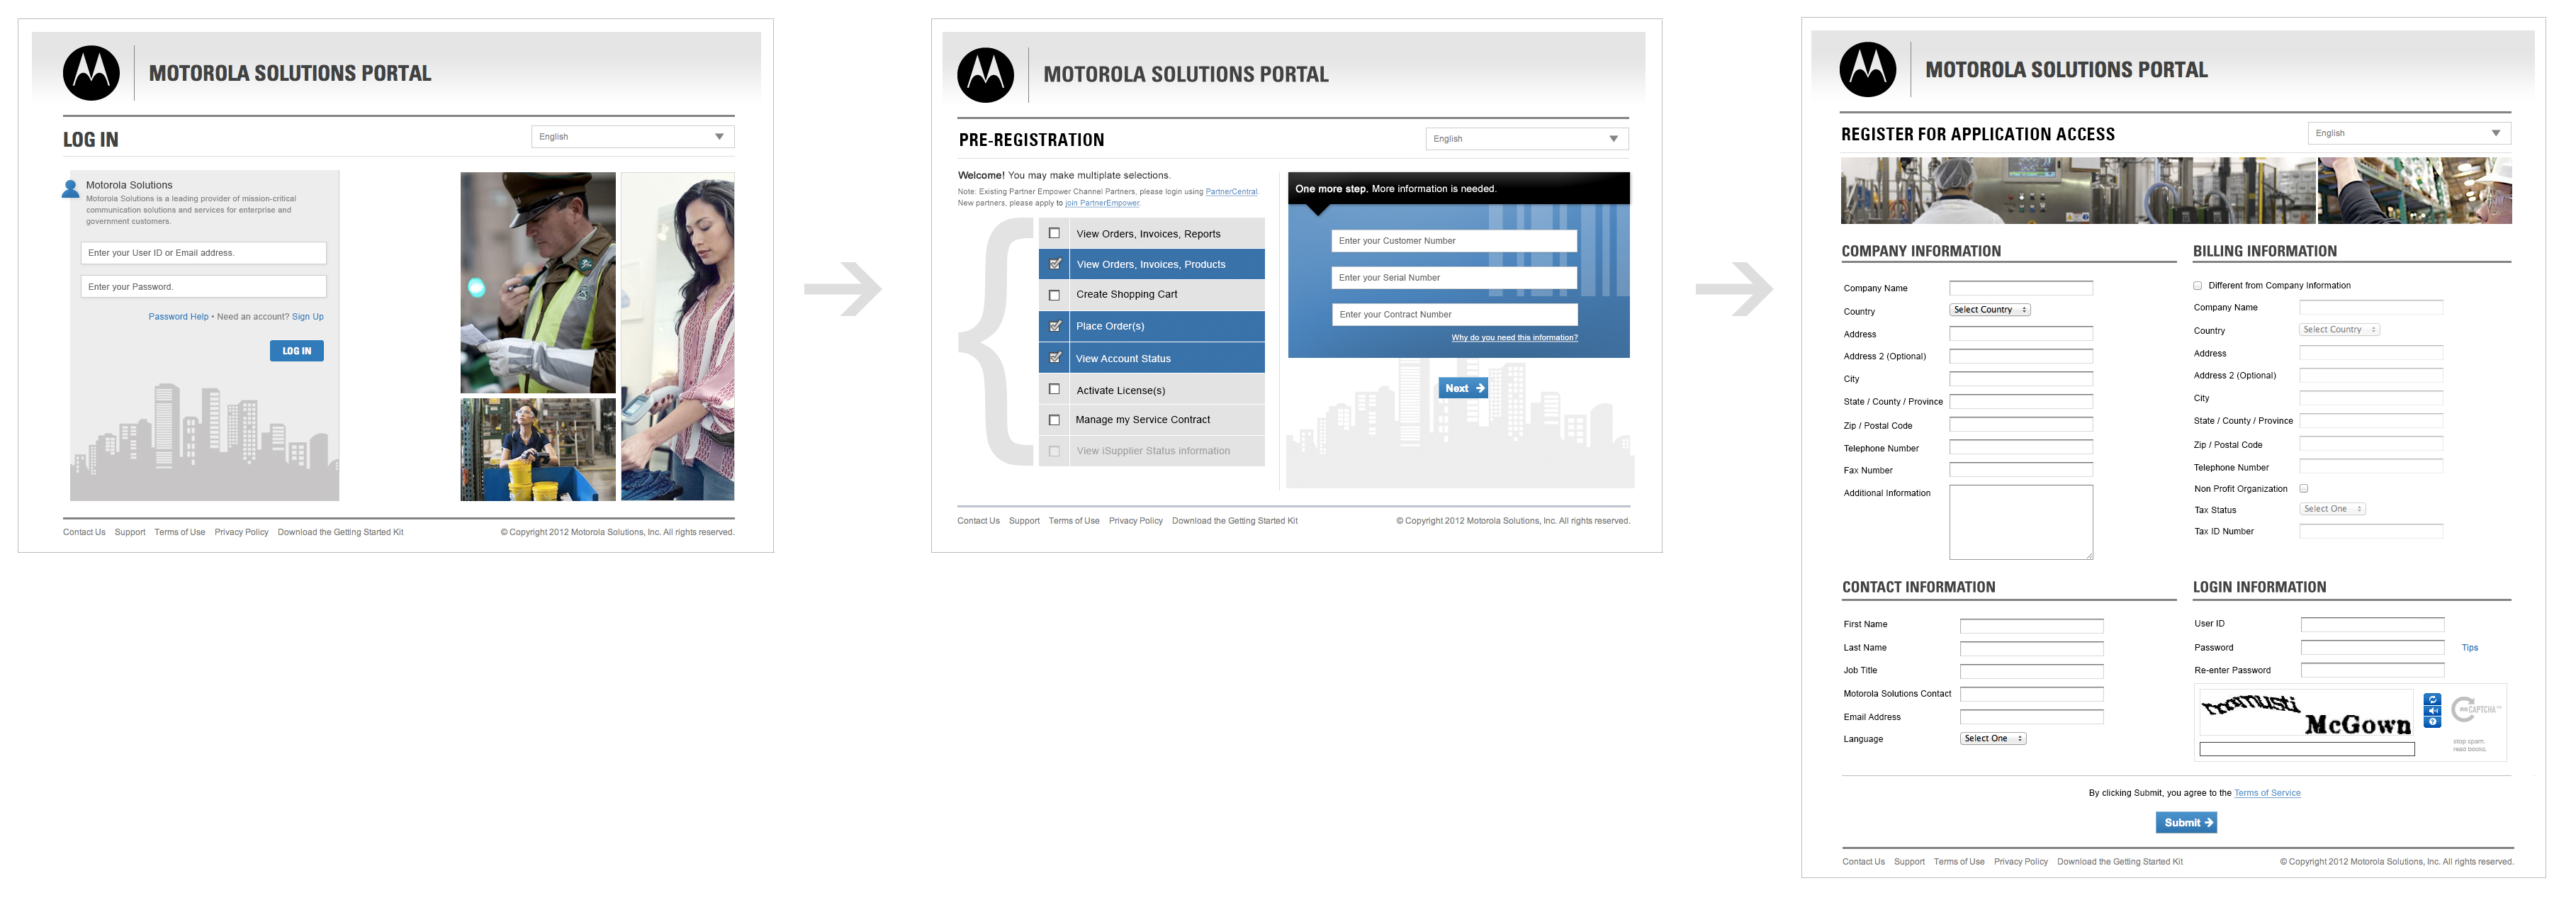 MOTOROLA SOLUTIONS PORTAL
LOG IN
English
Motorola Solutions
Motorola Solutions is a leading provider of mission-critical
communication solutions and services for enterprise and
government customers.
Enter your User ID or Email address.
Enter your Password.
Password Help • Need an account? Sign Up
LOG IN
Contact Us Support Terms of Use Privacy Policy Download the Getting Started Kit
© Copyright 2012 Motorola Solutions, Inc. All rights reserved.
MOTOROLA SOLUTIONS PORTAL
PRE-REGISTRATION
English
Welcome! You may make multiplate selections.
Note: Existing Partner Empower Channel Partners, please login using PartnerCentral.
New partners, please apply to join PartnerEmpower.
View Orders, Invoices, Reports
View Orders, Invoices, Products
Create Shopping Cart
Place Order(s)
View Account Status
Activate License(s)
Manage my Service Contract
View iSupplier Status information
One more step. More information is needed.
Enter your Customer Number
Enter your Serial Number
Enter your Contract Number
Why do you need this information?
Next
Contact Us Support Terms of Use Privacy Policy Download the Getting Started Kit
© Copyright 2012 Motorola Solutions, Inc. All rights reserved.
MOTOROLA SOLUTIONS PORTAL
REGISTER FOR APPLICATION ACCESS
English
COMPANY INFORMATION
Company Name
Country
Select Country
Address
Address 2 (Optional)
City
State / County / Province
Zip / Postal Code
Telephone Number
Fax Number
Additional Information
BILLING INFORMATION
Different from Company Information
Company Name
Country
Select Country
Address
Address 2 (Optional)
City
State / County / Province
Zip / Postal Code
Telephone Number
Non Profit Organization
Tax Status
Select One
Tax ID Number
CONTACT INFORMATION
First Name
Last Name
Job Title
Motorola Solutions Contact
Email Address
Language
Select One
LOGIN INFORMATION
User ID
Password
Tips
Re-enter Password
McGown
CAPTCHA™
stop spam.
read books.
By clicking Submit, you agree to the Terms of Service
Submit
Contact Us Support Terms of Use Privacy Policy Download the Getting Started Kit
© Copyright 2012 Motorola Solutions, Inc. All rights reserved.